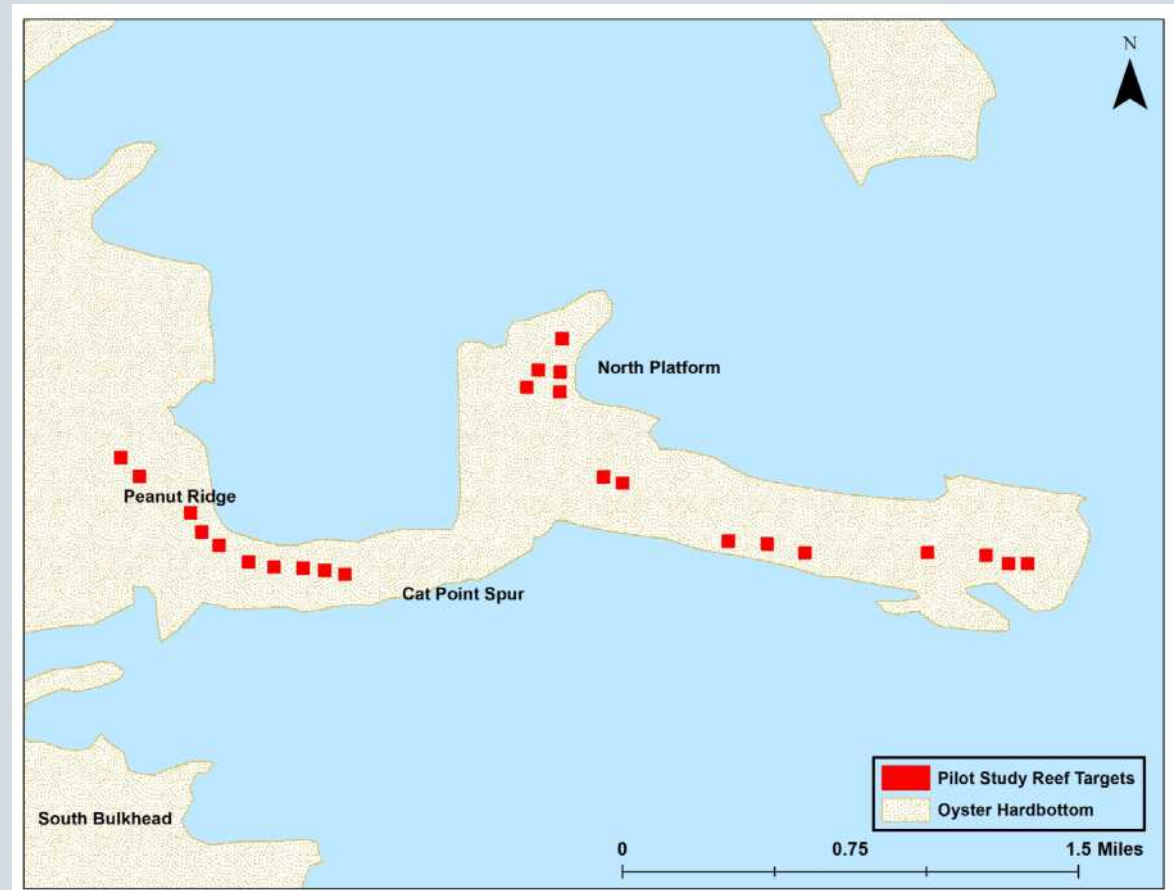 N
North Platform
Peanut Ridge
Cat Point Spur
Pilot Study Reef Targets
Oyster Hardbottom
South Bulkhead
0 0.75 1.5 Miles